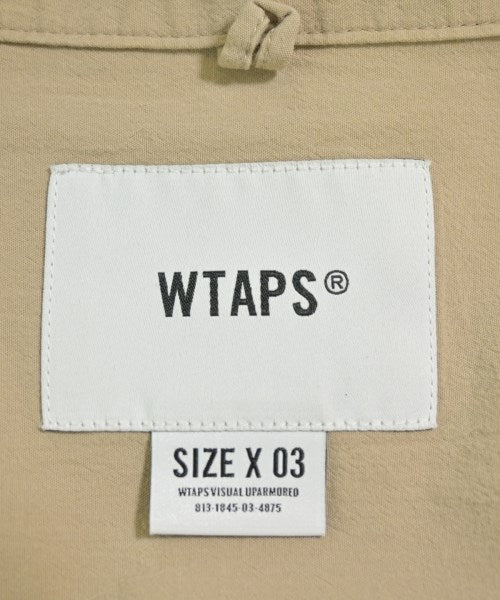 WTAPS®
SIZE X 03
WTAPS VISUAL UPARMORED
813-1845-03-4875